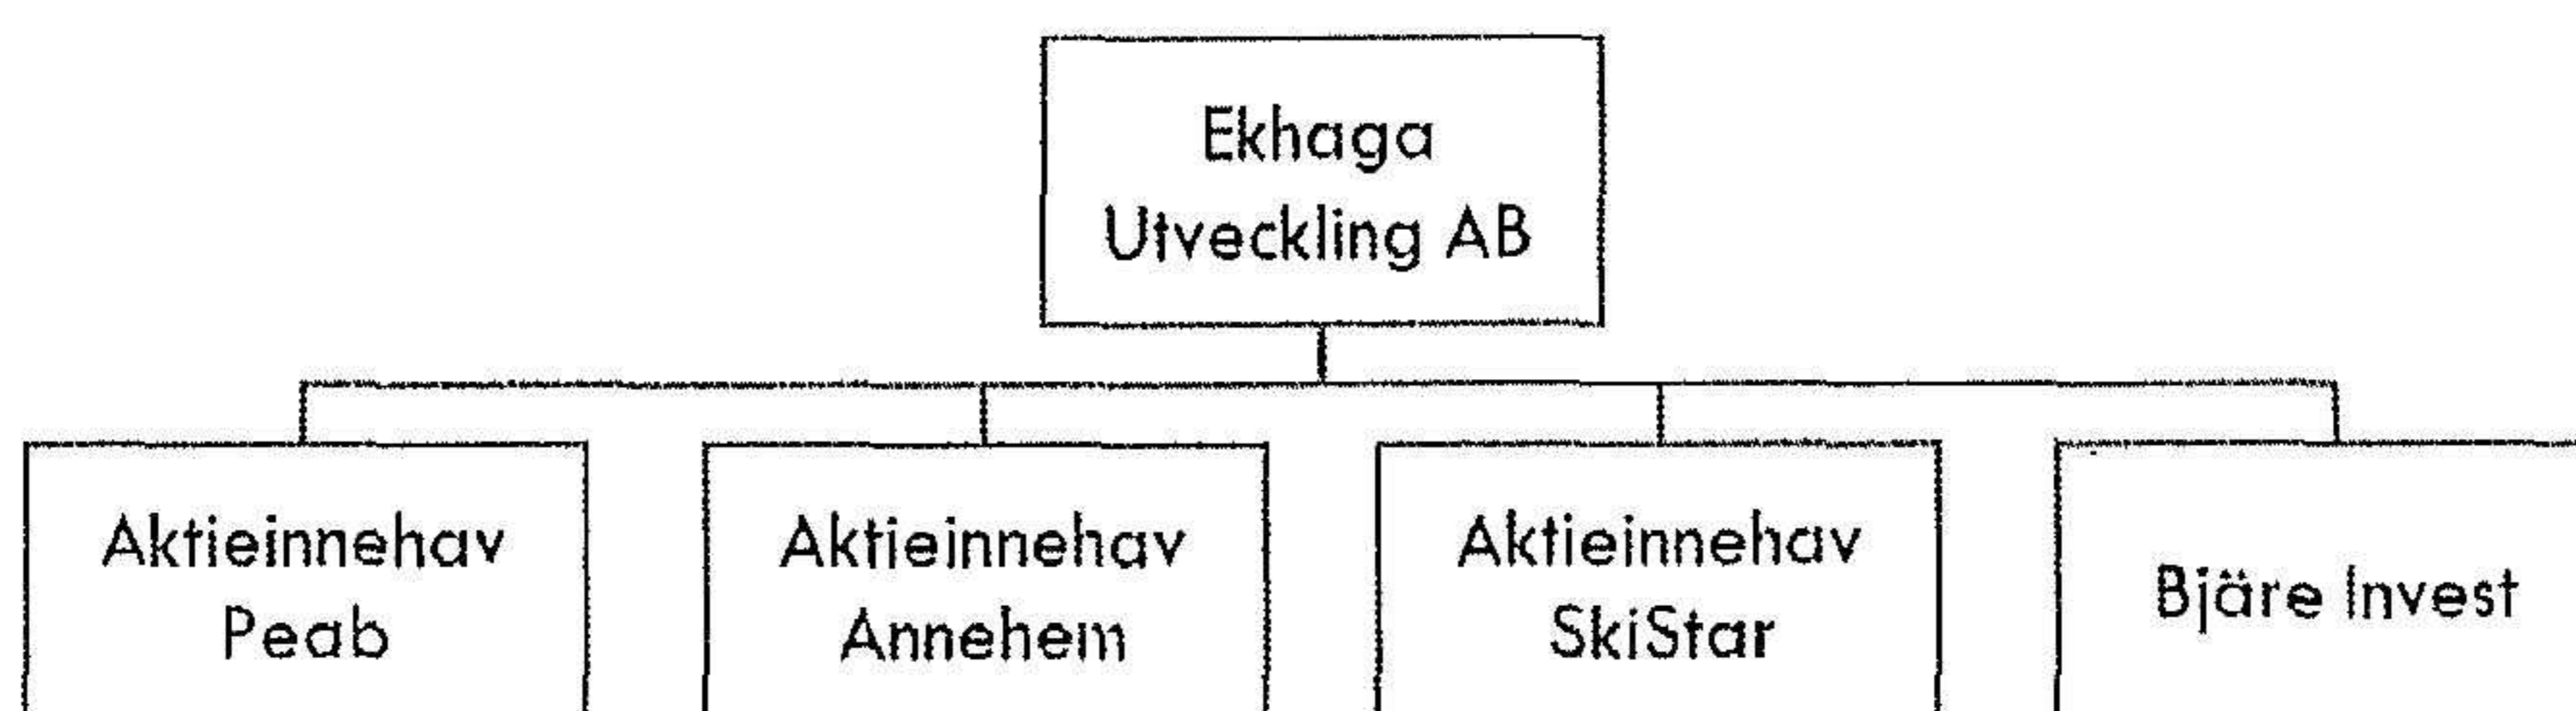 Ekhaga
Utveckling AB
Aktieinnehav
Peab
Aktieinnehav
Annehem
Aktieinnehav
SkiStar
Bjäre Invest